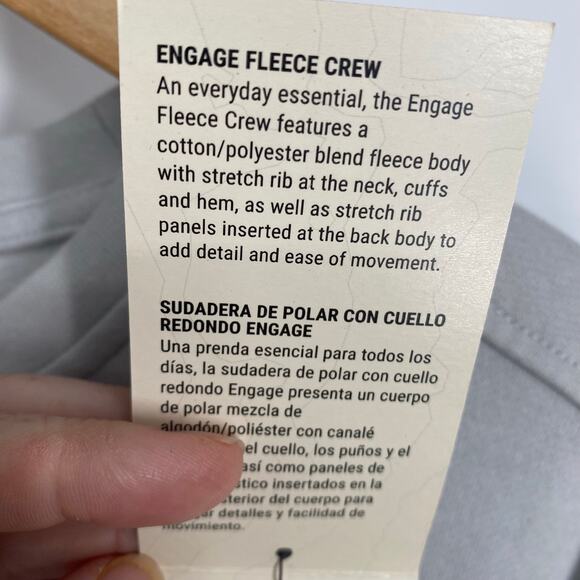 ENGAGE FLEECE CREW
An everyday essential, the Engage
Fleece Crew features a
cotton/polyester blend fleece body
with stretch rib at the neck, cuffs
and hem, as well as stretch rib
panels inserted at the back body to
add detail and ease of movement.
SUDADERA DE POLAR CON CUELLO
REDONDO ENGAGE
Una prenda esencial para todos los
días, la sudadera de polar con cuello
redondo Engage presenta un cuerpo
de polar mezcla de
algodón/poliéster con canalé
el cuello, los puños y el
así como paneles de
insertados en la
del cuerpo para
detalles y facilidad de
movimiento.